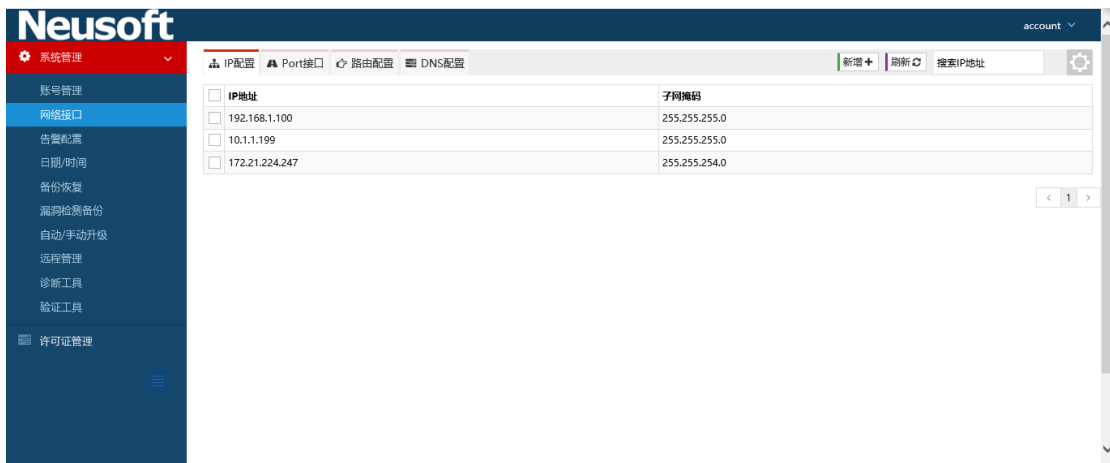 Neusoft
account
系统管理
账号管理
网络接口
告警配置
日期/时间
备份恢复
漏洞检测备份
自动/手动升级
远程管理
诊断工具
验证工具
许可证管理
IP配置 Port接口 路由配置 DNS配置 新增+ 刷新 搜索IP地址
IP地址 子网掩码
192.168.1.100 255.255.255.0
10.1.1.199 255.255.255.0
172.21.224.247 255.255.254.0
< 1 >